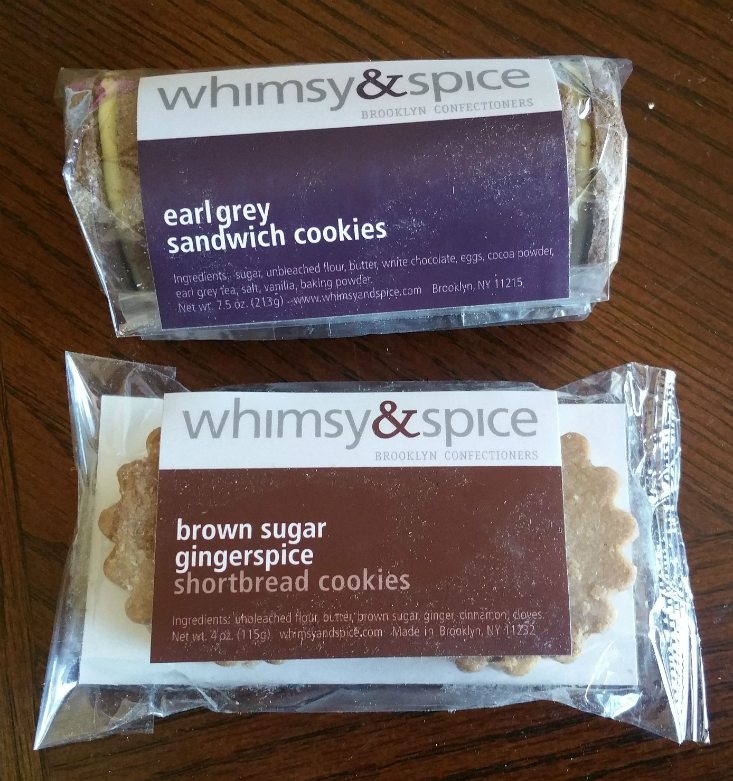 whimsy&spice
BROOKLYN CONFECTIONERS
earl grey
sandwich cookies
Ingredients: sugar, unbleached flour, butter, white chocolate, eggs, cocoa powder,
earl grey tea, salt, vanilla, baking powder.
Net wt. 7.5 oz. (213g) www.whimsyandspice.com Brooklyn, NY 11215
whimsy&spice
BROOKLYN CONFECTIONERS
brown sugar
gingerspice
shortbread cookies
Ingredients: unbleached flour, butter, brown sugar, ginger, cinnamon, cloves.
Net wt. 4 oz. (115g) whimsyandspice.com Made in Brooklyn, NY 11232